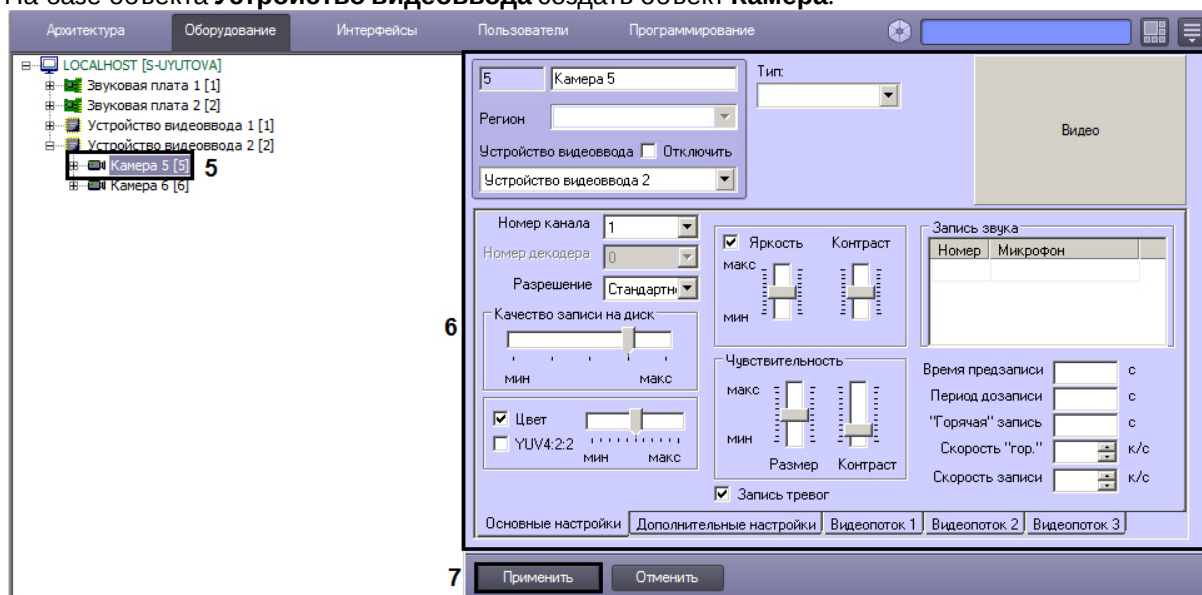 На базе объекта Устройство видеоввода создать объект Камера.
Архитектура Оборудование Интерфейсы Пользователи Программирование
LOCALHOST [S-UYUTOVA]
Звуковая плата 1 [1]
Звуковая плата 2 [2]
Устройство видеоввода 1 [1]
Устройство видеоввода 2 [2]
Камера 5 [5] 5
Камера 6 [6]
5 Камера 5
Тип:
Регион
Устройство видеоввода Отключить
Устройство видеоввода 2
Видео
6
Номер канала 1
Номер декодера 0
Разрешение Стандартн
Качество записи на диск
мин макс
Цвет
YUV4:2:2
мин макс
Яркость Контраст
макс
мин
Чувствительность
макс
мин
Размер Контраст
Запись тревог
Запись звука
Номер Микрофон
Время предзаписи с
Период дозаписи с
"Горячая" запись с
Скорость "гор." к/с
Скорость записи к/с
Основные настройки Дополнительные настройки Видеопоток 1 Видеопоток 2 Видеопоток 3
7 Применить Отменить